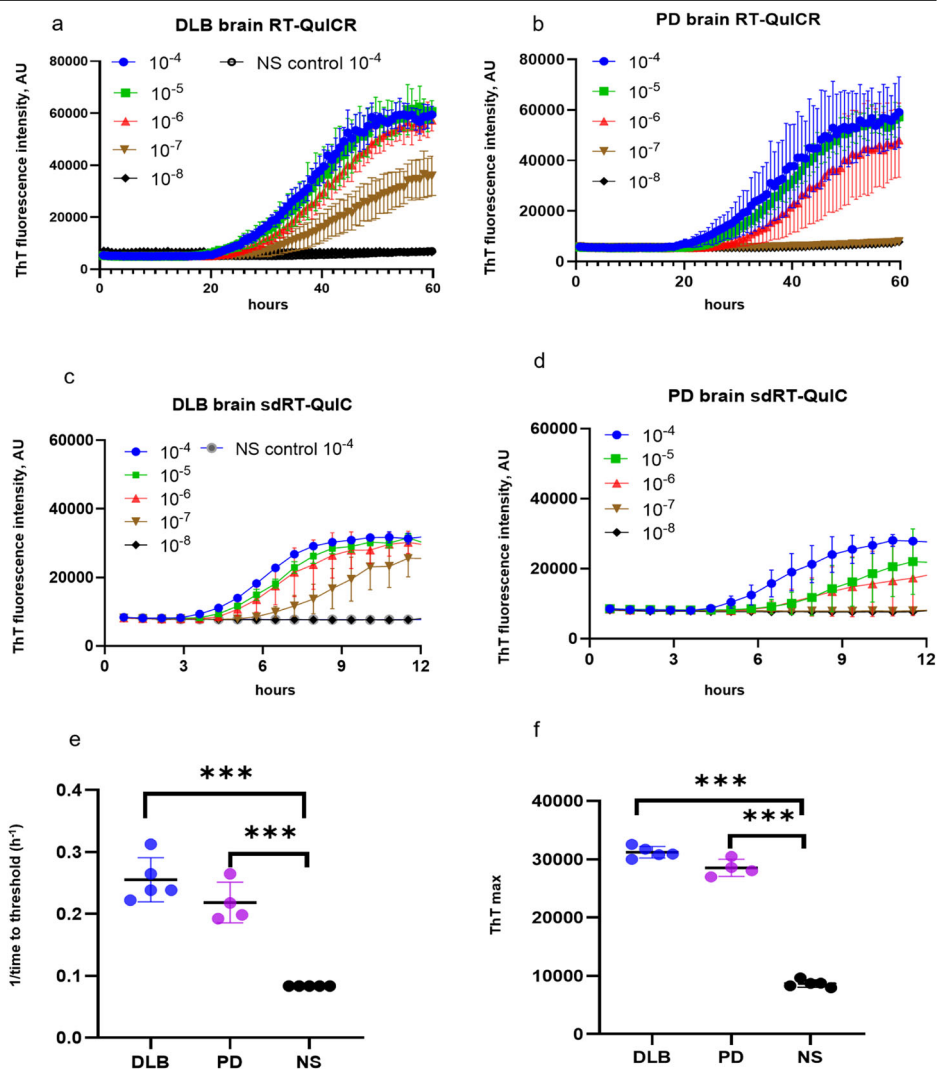 a
DLB brain RT-QuICR
ThT fluorescence intensity, AU
80000
60000
40000
20000
0
10-4
10-5
10-6
10-7
10-8
NS control 10-4
0
20
40
60
hours
b
PD brain RT-QuICR
ThT fluorescence intensity, AU
80000
60000
40000
20000
0
10-4
10-5
10-6
10-7
10-8
0
20
40
60
hours
c
DLB brain sdRT-QuIC
ThT fluorescence intensity, AU
60000
40000
20000
0
10-4
10-5
10-6
10-7
10-8
NS control 10-4
0
3
6
9
12
hours
d
PD brain sdRT-QuIC
ThT fluorescence intensity, AU
60000
40000
20000
0
10-4
10-5
10-6
10-7
10-8
0
3
6
9
12
hours
e
1/time to threshold (h-1)
0.4
0.3
0.2
0.1
0.0
***
***
DLB
PD
NS
f
ThT max
40000
30000
20000
10000
0
***
***
DLB
PD
NS